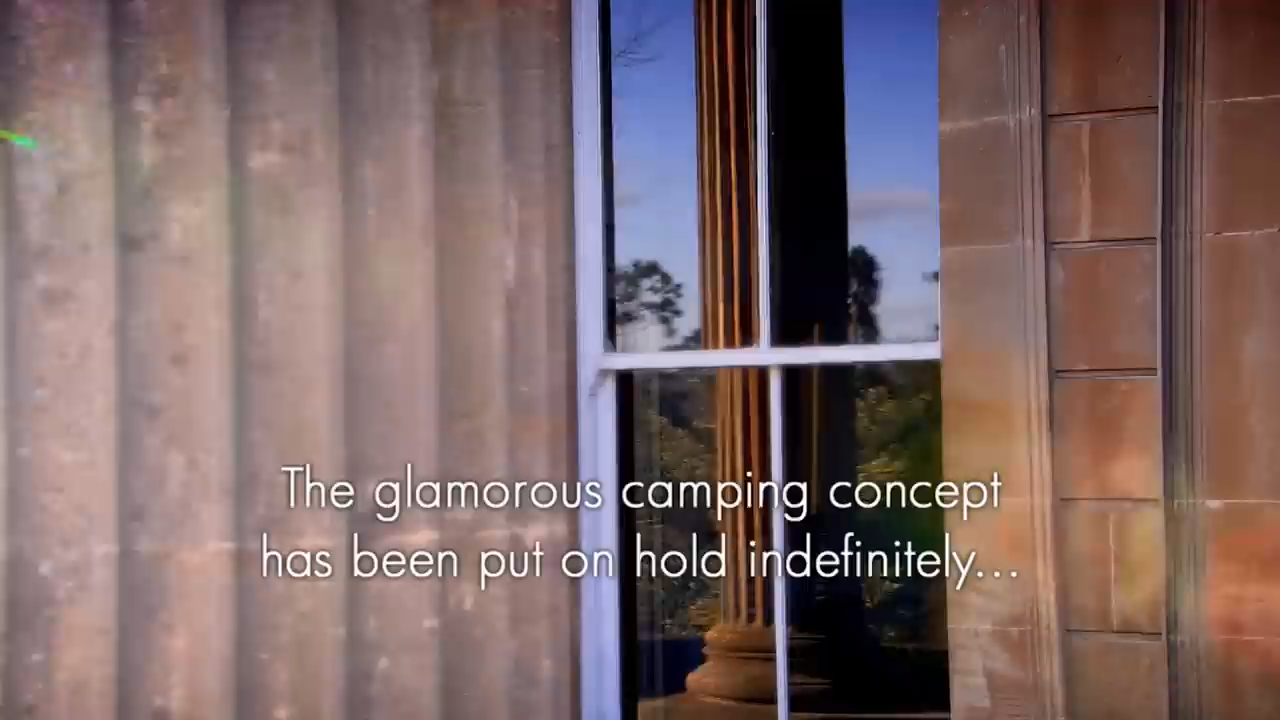 The glamorous camping concept
has been put on hold indefinitely...